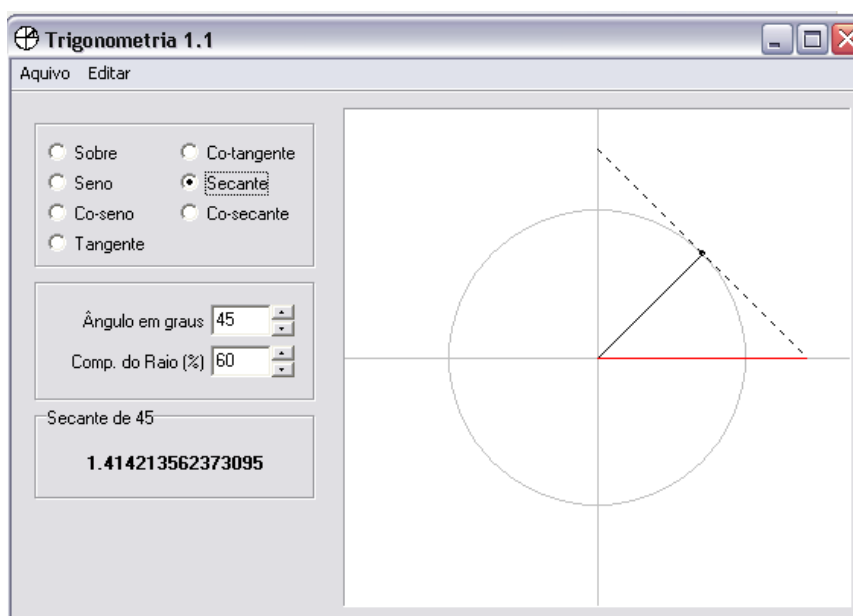 Trigonometria 1.1
Aquivo Editar
Sobre Co-tangente
Seno Secante
Co-seno Co-secante
Tangente
Ângulo em graus 45
Comp. do Raio (%) 60
Secante de 45
1.414213562373095